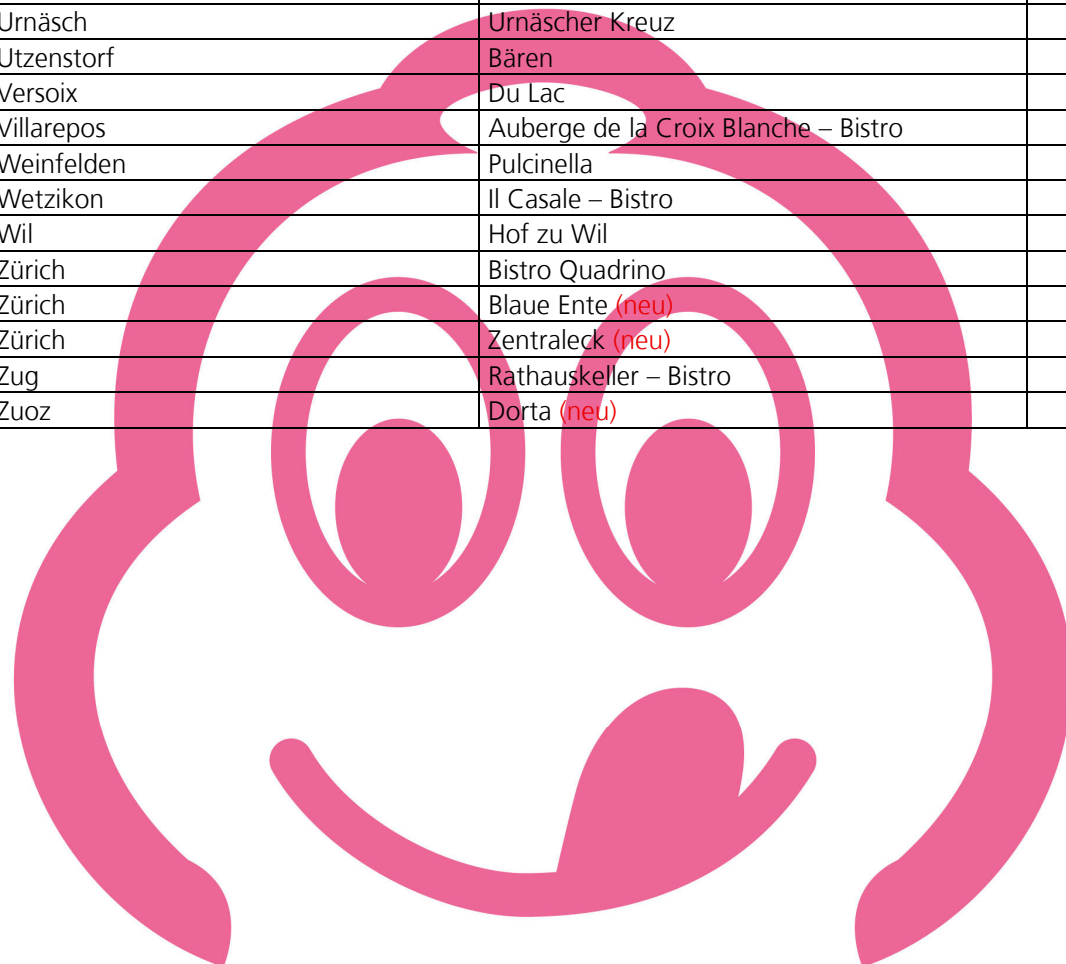 Urnäsch Urnäscher Kreuz
Utzenstorf Bären
Versoix Du Lac
Villarepos Auberge de la Croix Blanche – Bistro
Weinfelden Pulcinella
Wetzikon Il Casale – Bistro
Wil Hof zu Wil
Zürich Bistro Quadrino
Zürich Blaue Ente (neu)
Zürich Zentraleck (neu)
Zug Rathauskeller – Bistro
Zuoz Dorta (neu)